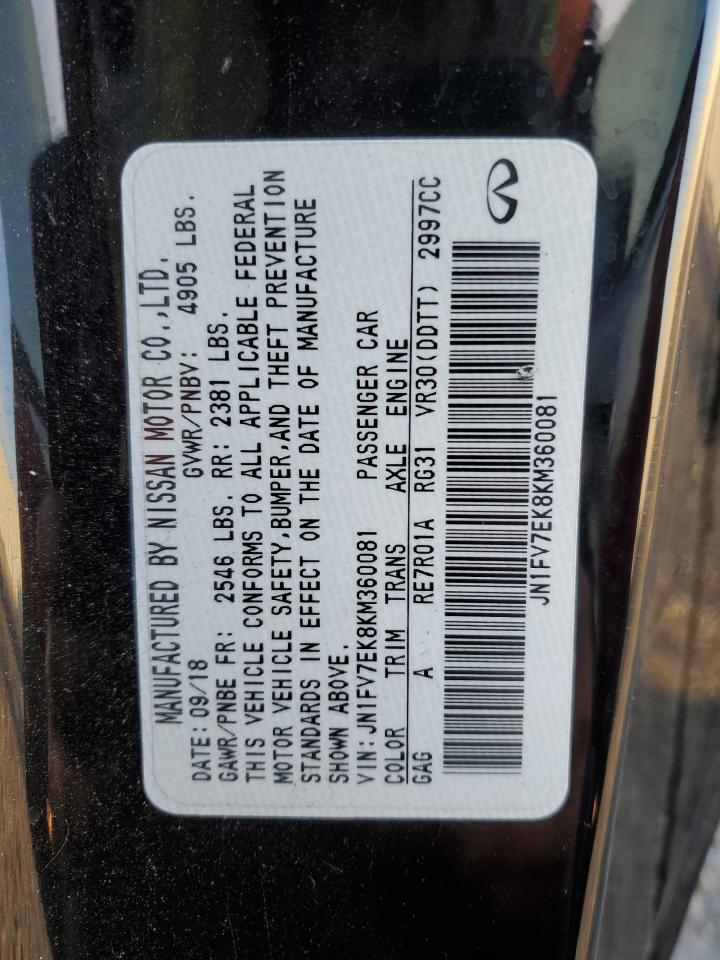 MANUFACTURED BY NISSAN MOTOR CO.,LTD.
DATE: 09/18 GVWR/PNBV: 4905 LBS.
GAWR/PNBE FR: 2546 LBS. RR: 2381 LBS.
THIS VEHICLE CONFORMS TO ALL APPLICABLE FEDERAL
MOTOR VEHICLE SAFETY,BUMPER,AND THEFT PREVENTION
STANDARDS IN EFFECT ON THE DATE OF MANUFACTURE
SHOWN ABOVE.
VIN:JN1FV7EK8KM360081 PASSENGER CAR
COLOR TRIM TRANS AXLE ENGINE
GAG A RE7R01A RG31 VR30(DDTT) 2997CC
JN1FV7EK8KM360081